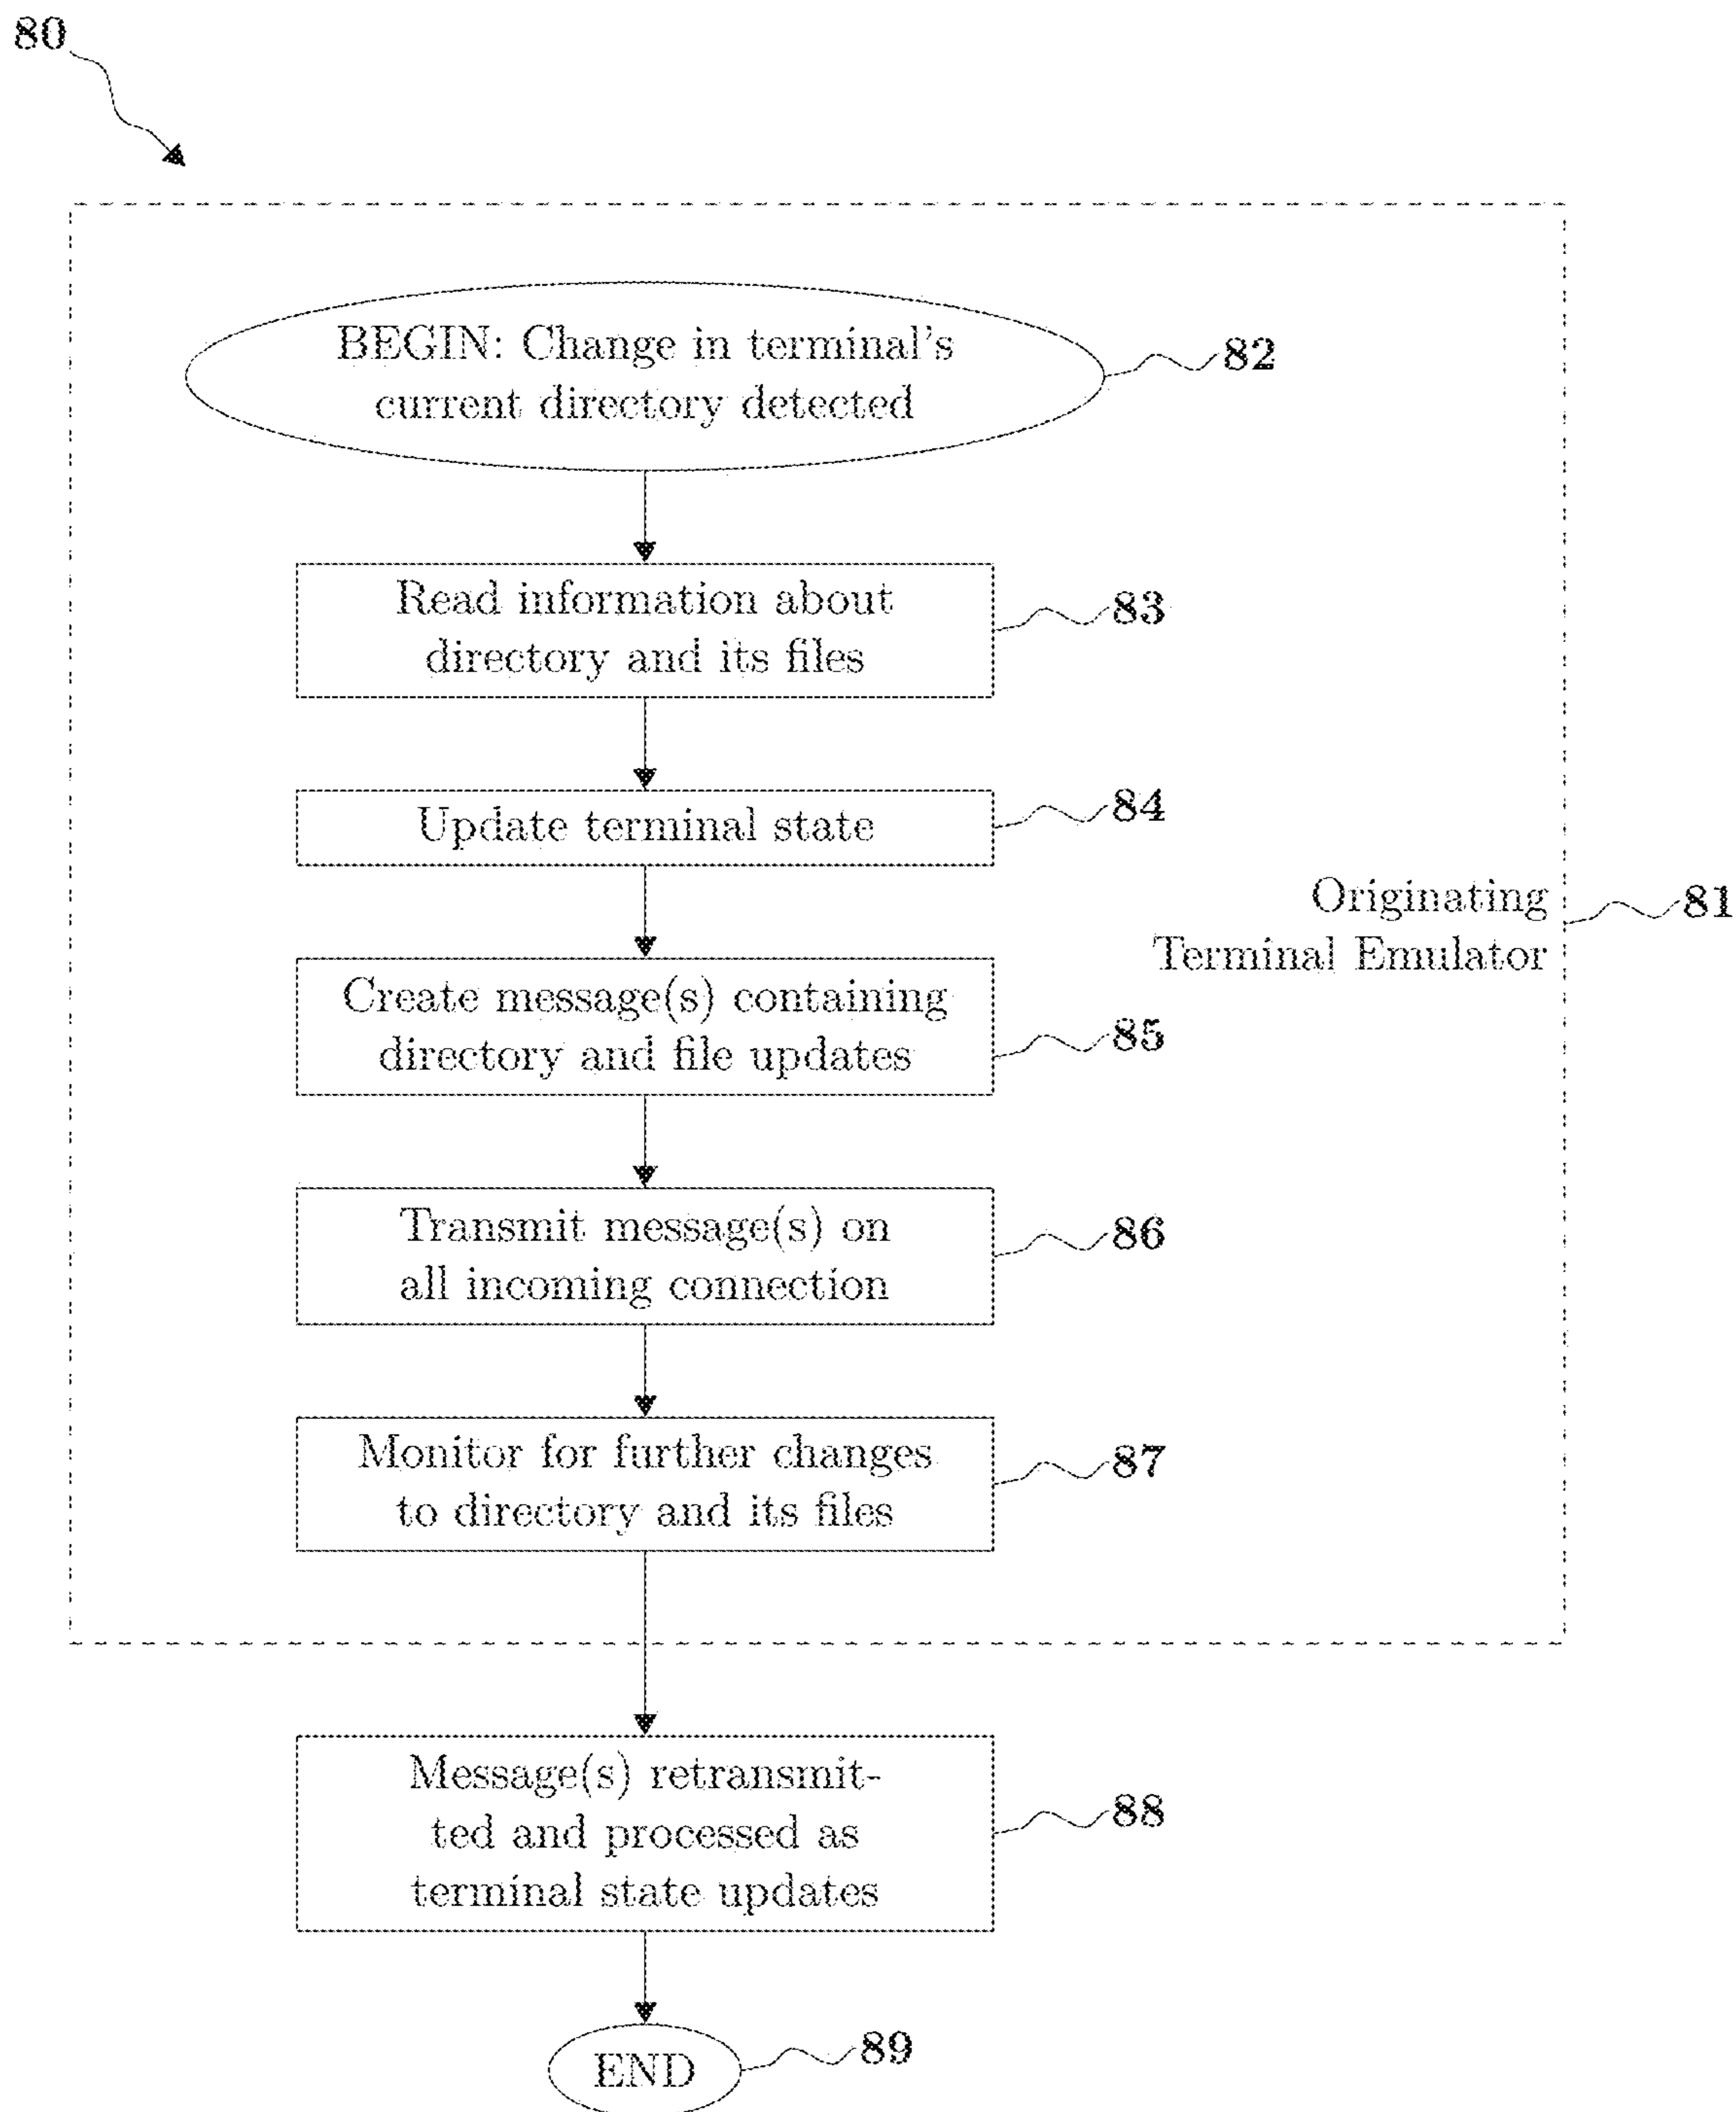 80
BEGIN: Change in terminal's
current directory detected
82
Read information about
directory and its files
83
Update terminal state
84
Originating
Terminal Emulator
81
Create message(s) containing
directory and file updates
85
Transmit message(s) on
all incoming connection
86
Monitor for further changes
to directory and its files
87
Message(s) retransmit-
ted and processed as
terminal state updates
88
END
89